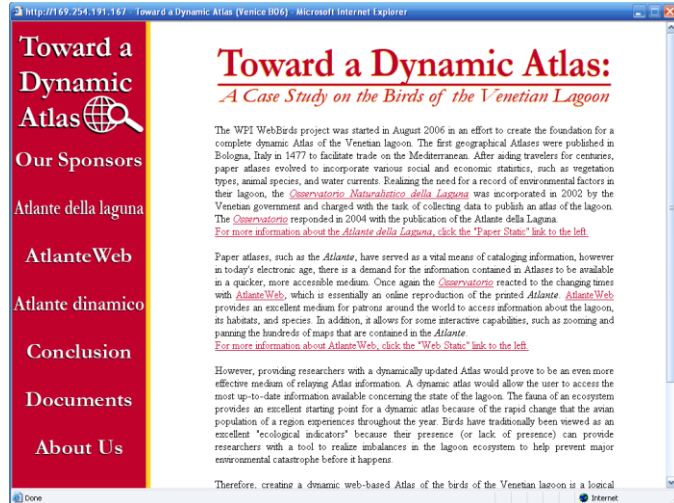 http://169.254.191.167 - Toward a Dynamic Atlas (Venice B06) - Microsoft Internet Explorer
Toward a
Dynamic
Atlas
Our Sponsors
Atlante della laguna
AtlanteWeb
Atlante dinamico
Conclusion
Documents
About Us
Toward a Dynamic Atlas:
A Case Study on the Birds of the Venetian Lagoon
The WPI WebBirds project was started in August 2006 in an effort to create the foundation for a
complete dynamic Atlas of the Venetian lagoon. The first geographical Atlases were published in
Bologna, Italy in 1477 to facilitate trade on the Mediterranean. After aiding travelers for centuries,
paper atlases evolved to incorporate various social and economic statistics, such as vegetation
types, animal species, and water currents. Realizing the need for a record of environmental factors in
their lagoon, the Osservatorio Naturalistico della Laguna was incorporated in 2002 by the
Venetian government and charged with the task of collecting data to publish an atlas of the lagoon.
The Osservatorio responded in 2004 with the publication of the Atlante della Laguna.
For more information about the Atlante della Laguna, click the "Paper Static" link to the left.
Paper atlases, such as the Atlante, have served as a vital means of cataloging information, however
in today's electronic age, there is a demand for the information contained in Atlases to be available
in a quicker, more accessible medium. Once again the Osservatorio reacted to the changing times
with AtlanteWeb, which is essentially an online reproduction of the printed Atlante. AtlanteWeb
provides an excellent medium for patrons around the world to access information about the lagoon,
its habitats, and species. In addition, it allows for some interactive capabilities, such as zooming and
panning the hundreds of maps that are contained in the Atlante.
For more information about AtlanteWeb, click the "Web Static" link to the left.
However, providing researchers with a dynamically updated Atlas would prove to be an even more
effective medium of relaying Atlas information. A dynamic atlas would allow the user to access the
most up-to-date information available concerning the state of the lagoon. The fauna of an ecosystem
provides an excellent starting point for a dynamic atlas because of the rapid change that the avian
population of a region experiences throughout the year. Birds have traditionally been viewed as an
excellent "ecological indicators" because their presence (or lack of presence) can provide
researchers with a tool to realize imbalances in the lagoon ecosystem to help prevent major
environmental catastrophe before it happens.
Therefore, creating a dynamic web-based Atlas of the birds of the Venetian lagoon is a logical
Done
Internet